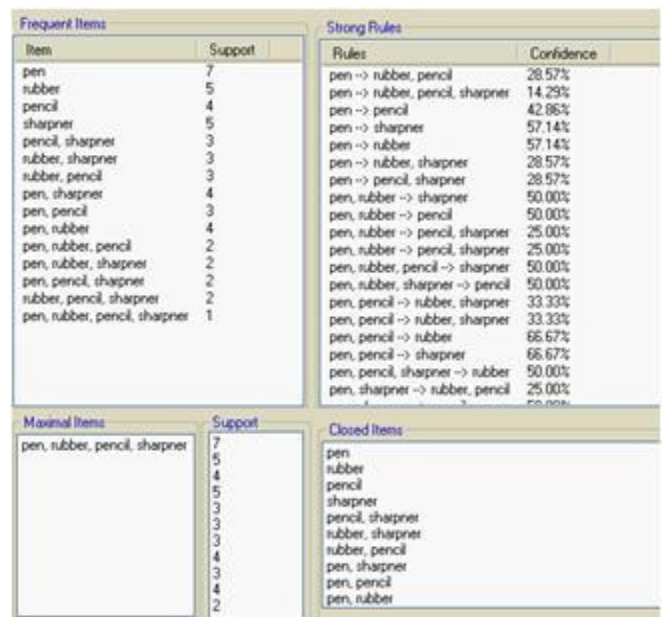 Frequent Items
Item Support
pen 7
rubber 5
pencil 4
sharpner 5
pencil, sharpner 3
rubber, sharpner 3
rubber, pencil 3
pen, sharpner 4
pen, pencil 3
pen, rubber 4
pen, rubber, pencil 2
pen, rubber, sharpner 2
pen, pencil, sharpner 2
rubber, pencil, sharpner 2
pen, rubber, pencil, sharpner 1
Strong Rules
Rules Confidence
pen --> rubber, pencil 28.57%
pen --> rubber, pencil, sharpner 14.29%
pen --> pencil 42.86%
pen --> sharpner 57.14%
pen --> rubber 57.14%
pen --> rubber, sharpner 28.57%
pen --> pencil, sharpner 28.57%
pen, rubber --> sharpner 50.00%
pen, rubber --> pencil 50.00%
pen, rubber --> pencil, sharpner 25.00%
pen, rubber --> pencil, sharpner 25.00%
pen, rubber, pencil --> sharpner 50.00%
pen, rubber, sharpner --> pencil 50.00%
pen, pencil --> rubber, sharpner 33.33%
pen, pencil --> rubber, sharpner 33.33%
pen, pencil --> rubber 66.67%
pen, pencil --> sharpner 66.67%
pen, pencil, sharpner --> rubber 50.00%
pen, sharpner --> rubber, pencil 25.00%
Maximal Items
pen, rubber, pencil, sharpner
Support
7
5
4
5
3
3
3
4
3
4
2
Closed Items
pen
rubber
pencil
sharpner
pencil, sharpner
rubber, sharpner
rubber, pencil
pen, sharpner
pen, pencil
pen, rubber